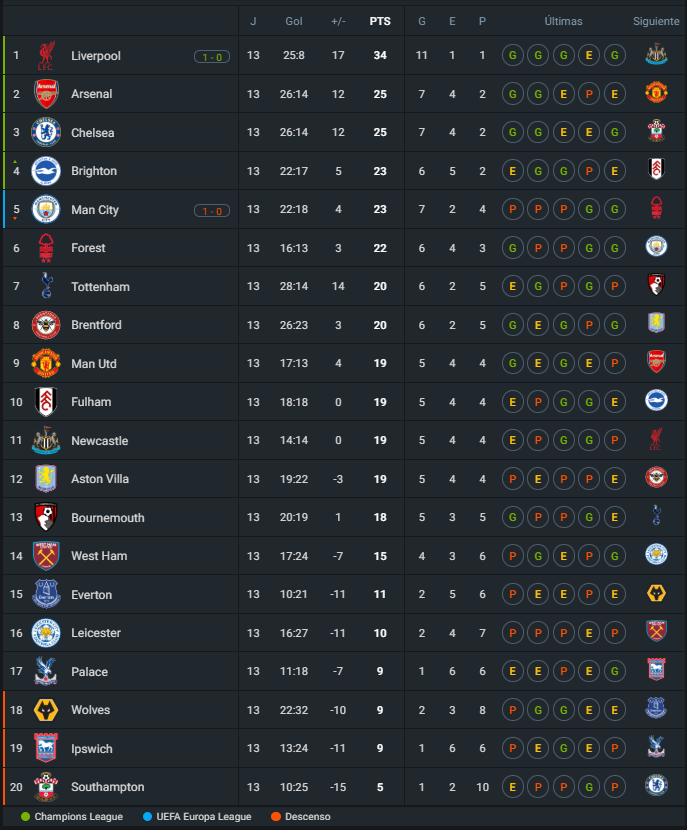 J Gol +/- PTS G E P Últimas Siguiente
1 Liverpool 1 - 0 13 25:8 17 34 11 1 1 G G G E G
2 Arsenal 13 26:14 12 25 7 4 2 G G E P E
3 Chelsea 13 26:14 12 25 7 4 2 G G E E G
4 Brighton 13 22:17 5 23 6 5 2 E G G P E
5 Man City 1 - 0 13 22:18 4 23 7 2 4 P P P G G
6 Forest 13 16:13 3 22 6 4 3 G P P G G
7 Tottenham 13 28:14 14 20 6 2 5 E G P G P
8 Brentford 13 26:23 3 20 6 2 5 G E G P G
9 Man Utd 13 17:13 4 19 5 4 4 G E G E P
10 Fulham 13 18:18 0 19 5 4 4 E P G G E
11 Newcastle 13 14:14 0 19 5 4 4 E P G G P
12 Aston Villa 13 19:22 -3 19 5 4 4 P E P P E
13 Bournemouth 13 20:19 1 18 5 3 5 G P P G E
14 West Ham 13 17:24 -7 15 4 3 6 P G E P G
15 Everton 13 10:21 -11 11 2 5 6 P E E P E
16 Leicester 13 16:27 -11 10 2 4 7 P P P E P
17 Palace 13 11:18 -7 9 1 6 6 E E P E G
18 Wolves 13 22:32 -10 9 2 3 8 P G G E E
19 Ipswich 13 13:24 -11 9 1 6 6 P E G E P
20 Southampton 13 10:25 -15 5 1 2 10 E P P G P
Champions League UEFA Europa League Descenso